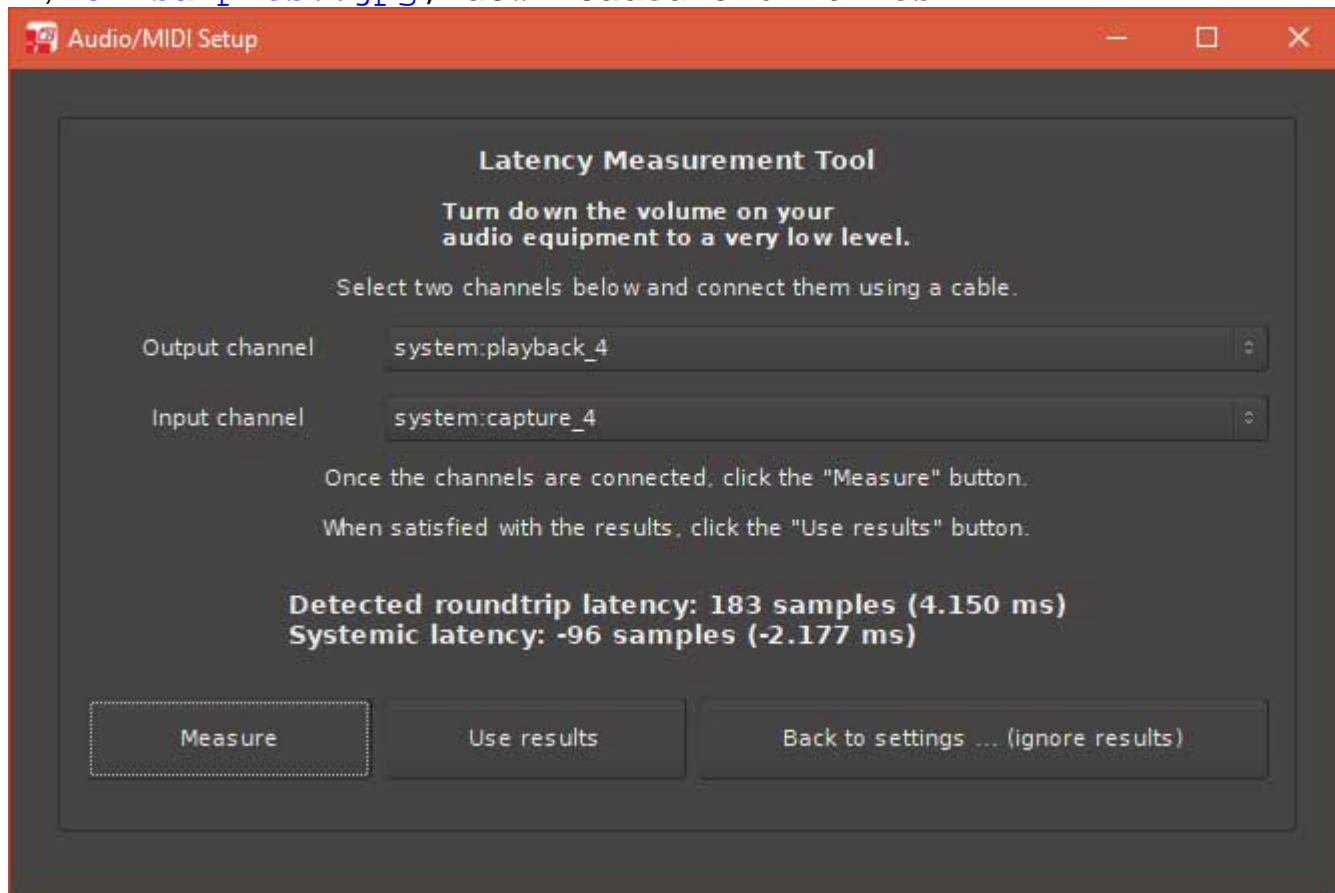 Audio/MIDI Setup
Latency Measurement Tool
Turn down the volume on your
audio equipment to a very low level.
Select two channels below and connect them using a cable.
Output channel system:playback_4
Input channel system:capture_4
Once the channels are connected, click the "Measure" button.
When satisfied with the results, click the "Use results" button.
Detected roundtrip latency: 183 samples (4.150 ms)
Systemic latency: -96 samples (-2.177 ms)
Measure Use results Back to settings ... (ignore results)